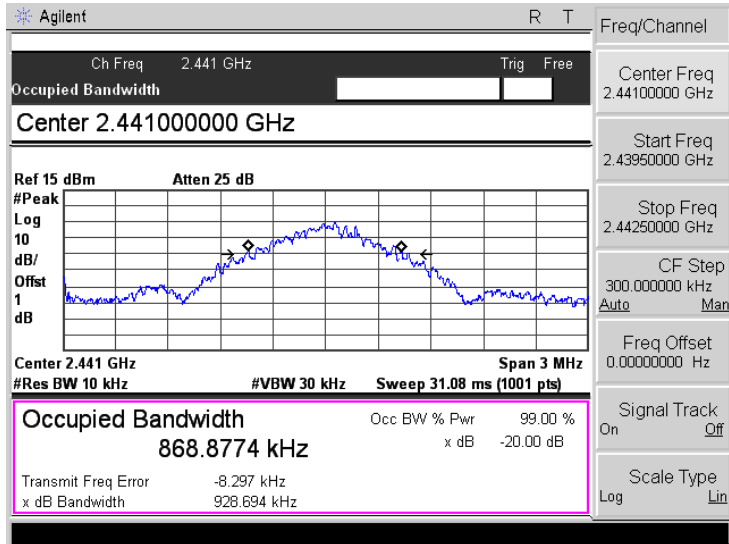 Agilent R T
Freq/Channel
Ch Freq 2.441 GHz Trig Free
Occupied Bandwidth
Center 2.441000000 GHz
Ref 15 dBm Atten 25 dB
#Peak
Log
10
dB/
Offst
1
dB
Center 2.441 GHz Span 3 MHz
#Res BW 10 kHz #VBW 30 kHz Sweep 31.08 ms (1001 pts)
Occupied Bandwidth
868.8774 kHz
Occ BW % Pwr 99.00 %
x dB -20.00 dB
Transmit Freq Error -8.297 kHz
x dB Bandwidth 928.694 kHz
Center Freq
2.44100000 GHz
Start Freq
2.43950000 GHz
Stop Freq
2.44250000 GHz
CF Step
300.000000 kHz
Auto Man
Freq Offset
0.00000000 Hz
Signal Track
On Off
Scale Type
Log Lin